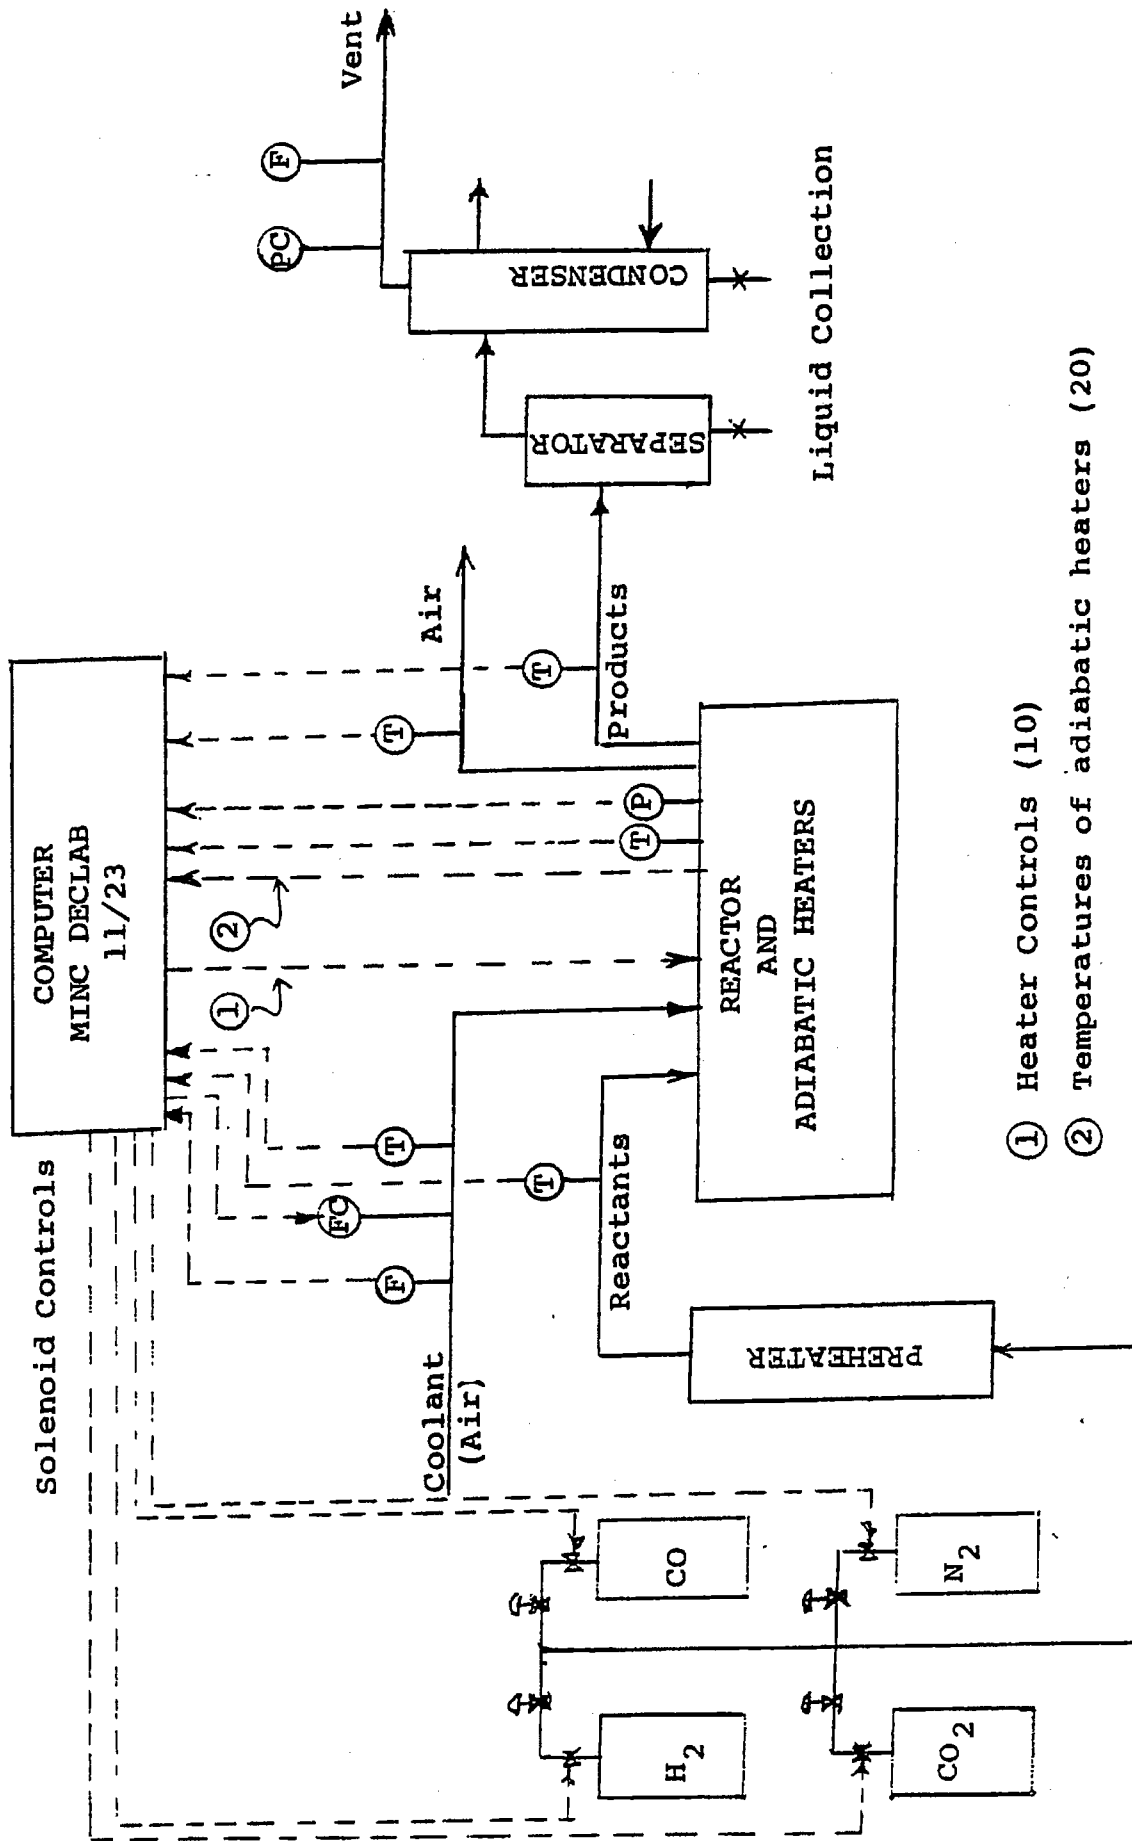 Solenoid Controls
COMPUTER
MINC DECLAB
11/23
1
2
F
FC
T
T
T
P
T
T
Coolant
(Air)
Reactants
Air
Products
PC
F
Vent
H2
CO
CO2
N2
PREHEATER
REACTOR
AND
ADIABATIC HEATERS
SEPARATOR
CONDENSER
Liquid Collection
1 Heater Controls (10)
2 Temperatures of adiabatic heaters (20)